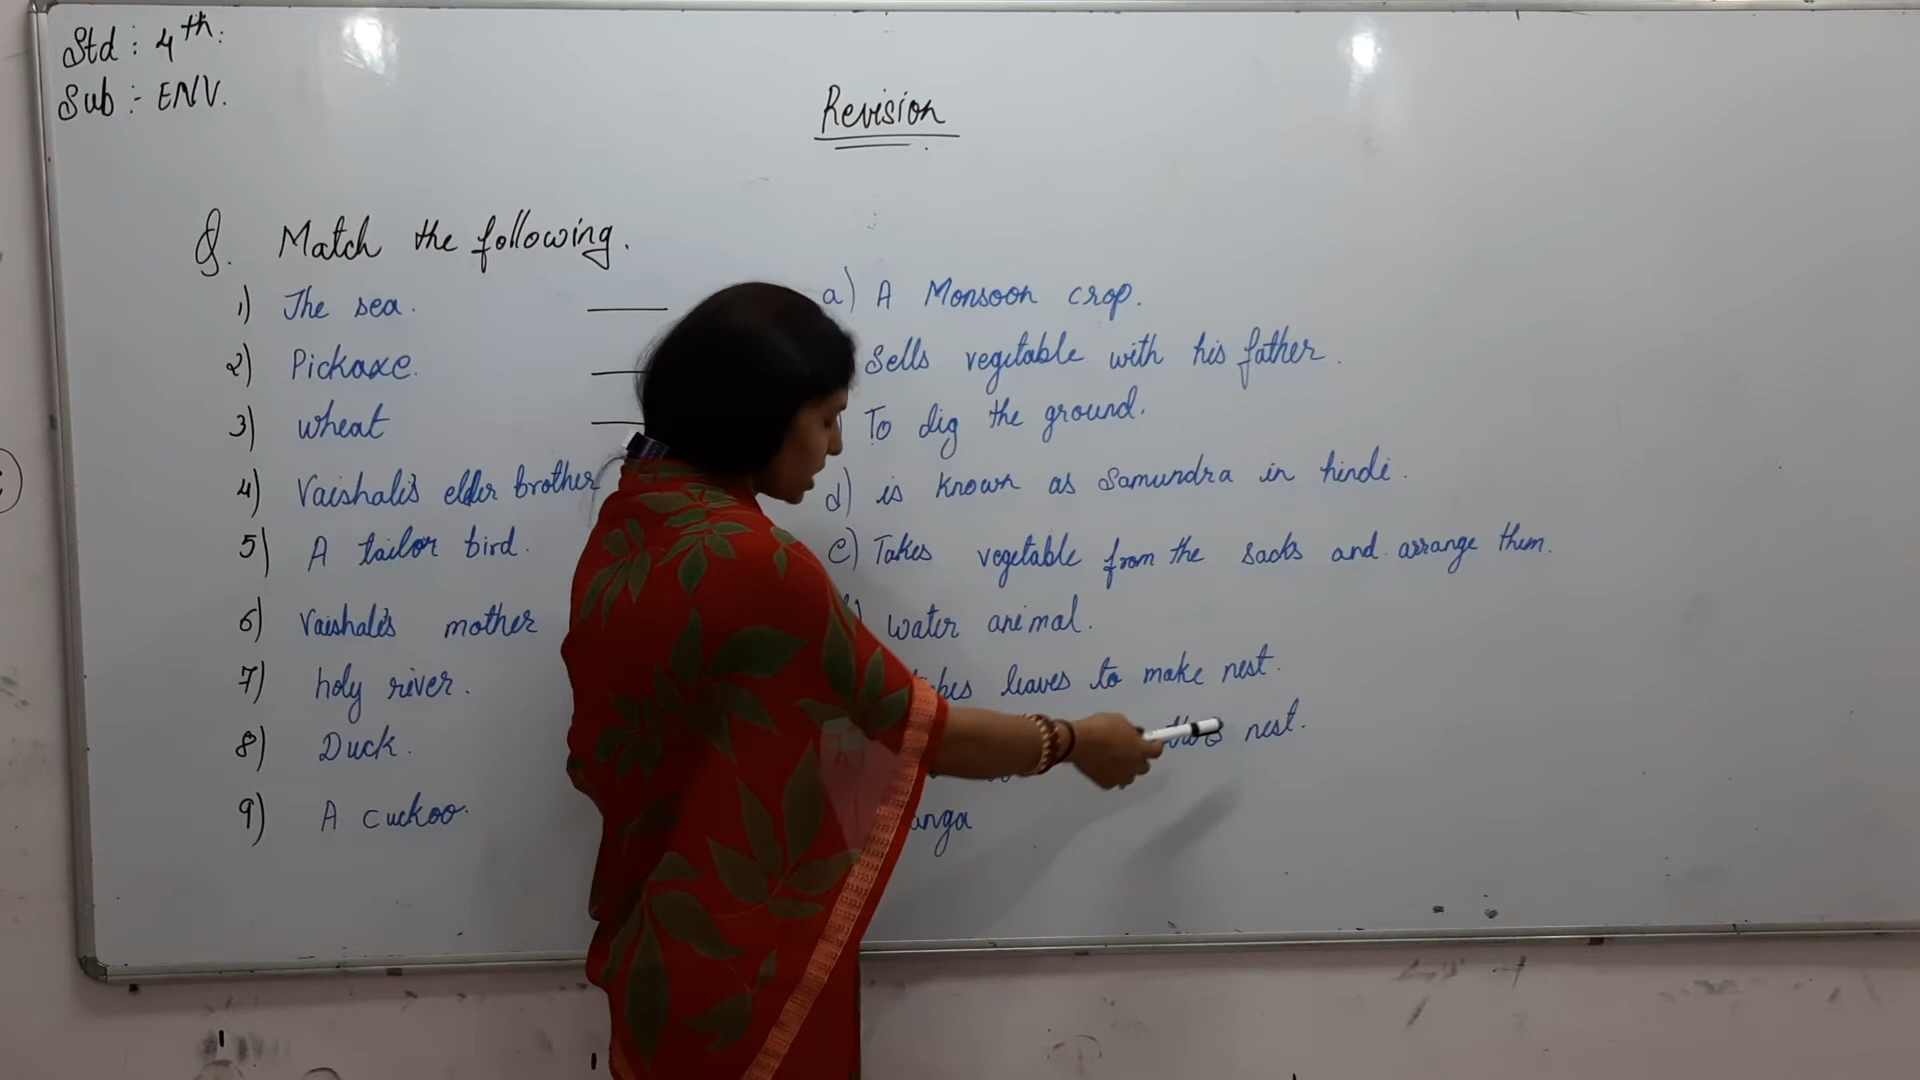 Std : 4th.
Sub :- ENV.
Revision
Q. Match the following.
1) The sea.
2) Pickaxe.
3) wheat
4) Vaishali's elder brother
5) A tailor bird.
6) Vaishali's mother
7) holy river.
8) Duck.
9) A cuckoo.
a) A Monsoon crop.
Sells vegetable with his father.
To dig the ground.
d) is known as Samundra in hindi.
e) Takes vegetable from the sacks and arrange them.
water animal.
leaves to make nest.
nest.